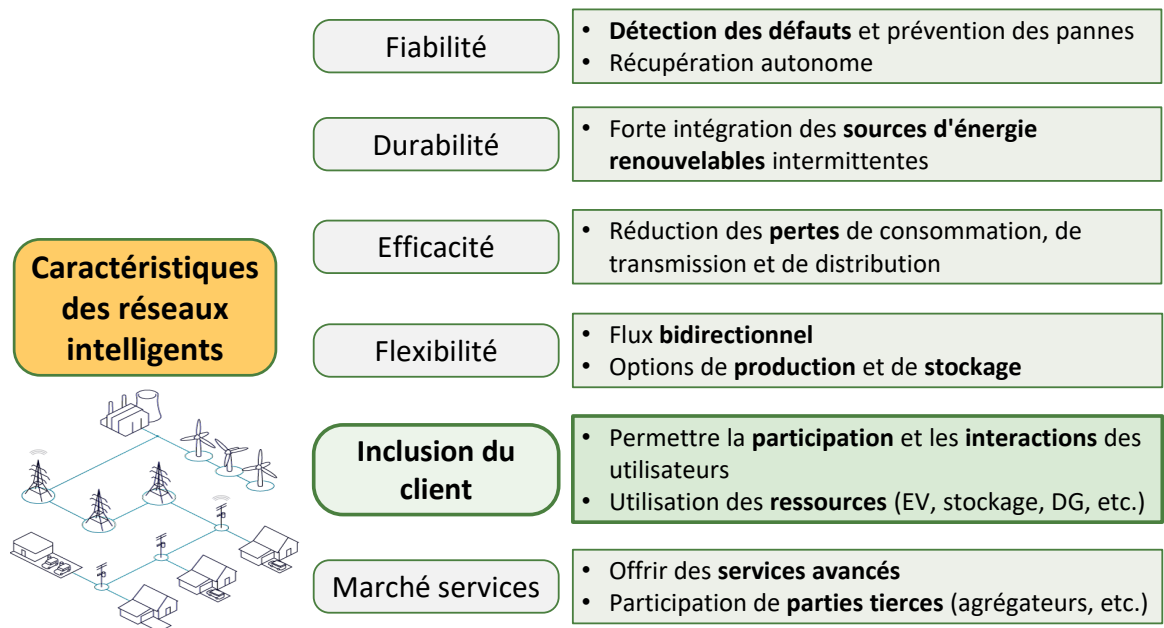 Caractéristiques
des réseaux
intelligents
Fiabilité
• Détection des défauts et prévention des pannes
• Récupération autonome
Durabilité
• Forte intégration des sources d'énergie
renouvelables intermittentes
Efficacité
• Réduction des pertes de consommation, de
transmission et de distribution
Flexibilité
• Flux bidirectionnel
• Options de production et de stockage
Inclusion du
client
• Permettre la participation et les interactions des
utilisateurs
• Utilisation des ressources (EV, stockage, DG, etc.)
Marché services
• Offrir des services avancés
• Participation de parties tierces (agrégateurs, etc.)